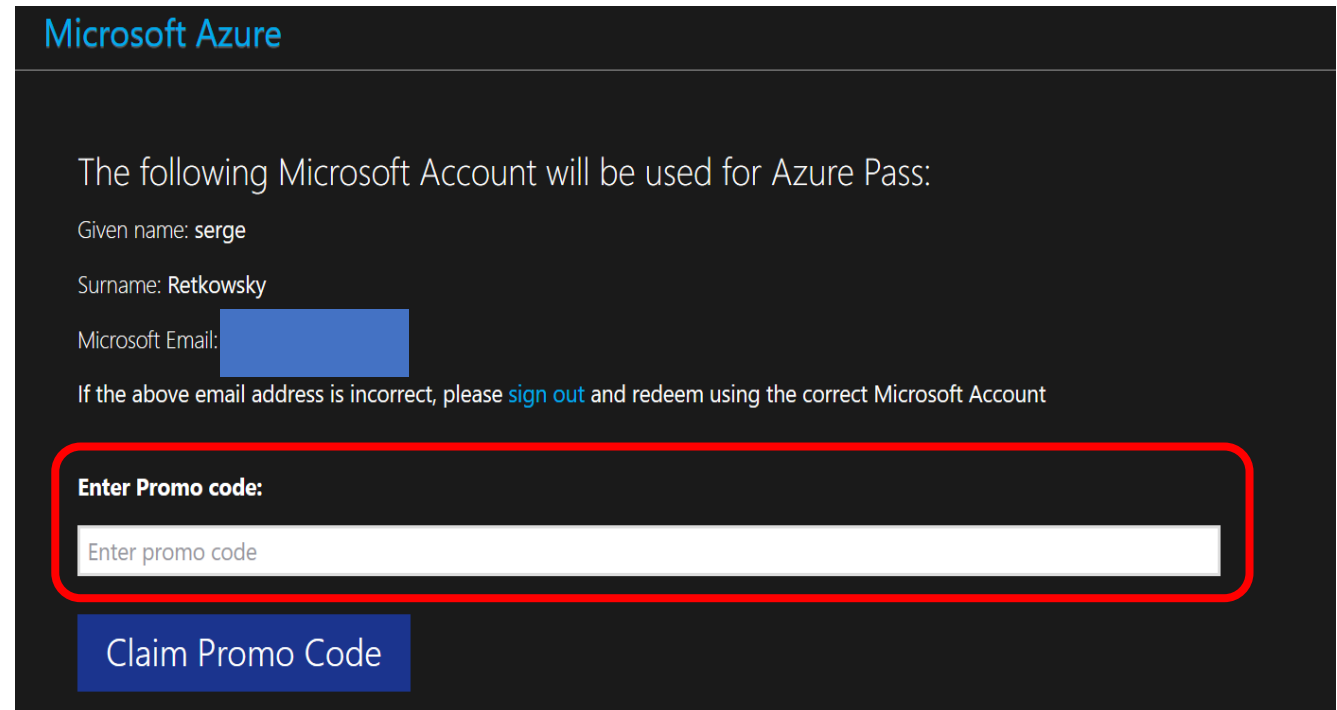 Microsoft Azure
The following Microsoft Account will be used for Azure Pass:
Given name: serge
Surname: Retkowsky
Microsoft Email:
If the above email address is incorrect, please sign out and redeem using the correct Microsoft Account
Enter Promo code:
Enter promo code
Claim Promo Code